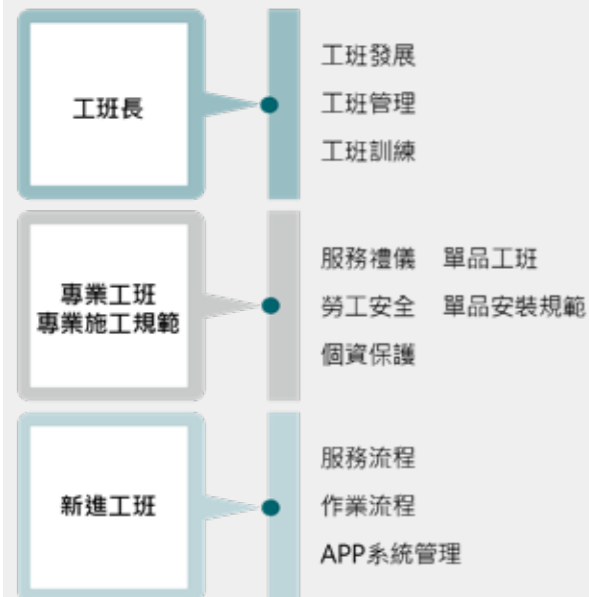 工班長
工班發展
工班管理
工班訓練
專業工班
專業施工規範
服務禮儀 單品工班
勞工安全 單品安裝規範
個資保護
新進工班
服務流程
作業流程
APP系統管理